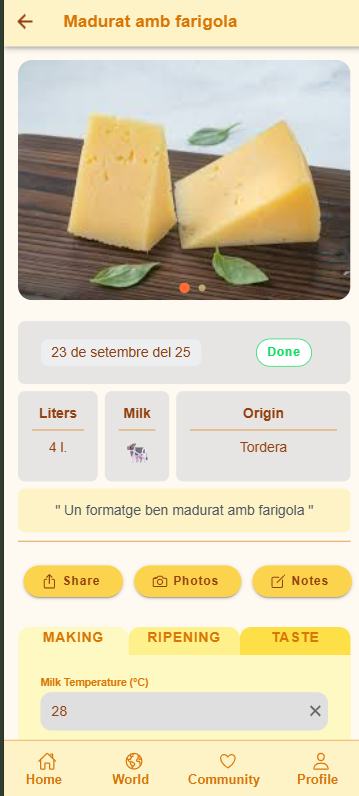 Madurat amb farigola
23 de setembre del 25 Done
Liters Milk Origin
4 l. Tordera
" Un formatge ben madurat amb farigola "
Share Photos Notes
MAKING RIPENING TASTE
Milk Temperature (°C)
28
Home World Community Profile